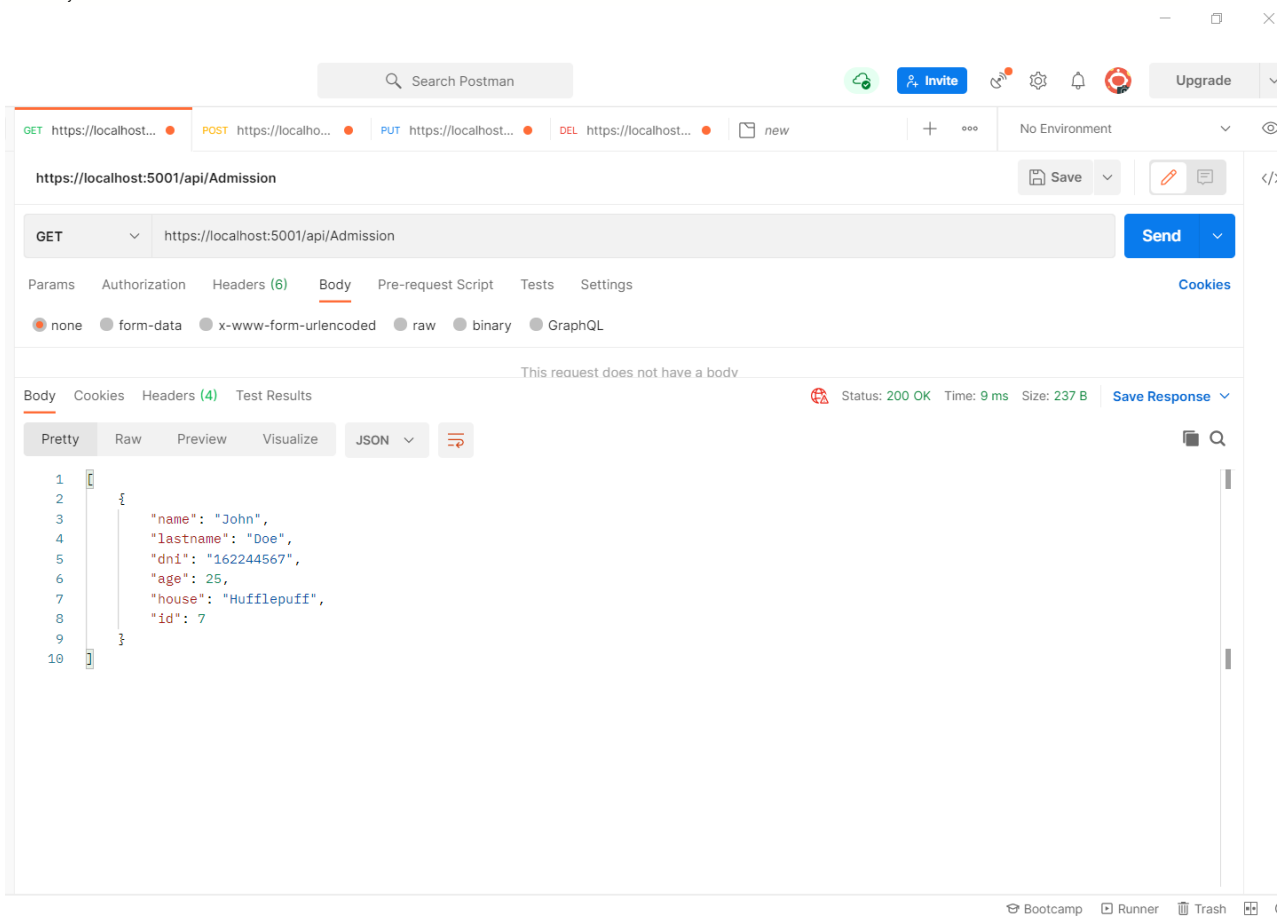 Search Postman
Invite
Upgrade
GET https://localhost...
POST https://localho...
PUT https://localhost...
DEL https://localhost...
new
No Environment
https://localhost:5001/api/Admission
Save
GET https://localhost:5001/api/Admission
Send
Params Authorization Headers (6) Body Pre-request Script Tests Settings Cookies
none form-data x-www-form-urlencoded raw binary GraphQL
This request does not have a body
Body Cookies Headers (4) Test Results Status: 200 OK Time: 9 ms Size: 237 B Save Response
Pretty Raw Preview Visualize JSON
1 [
2 {
3 "name": "John",
4 "lastname": "Doe",
5 "dni": "162244567",
6 "age": 25,
7 "house": "Hufflepuff",
8 "id": 7
9 }
10 ]
Bootcamp Runner Trash